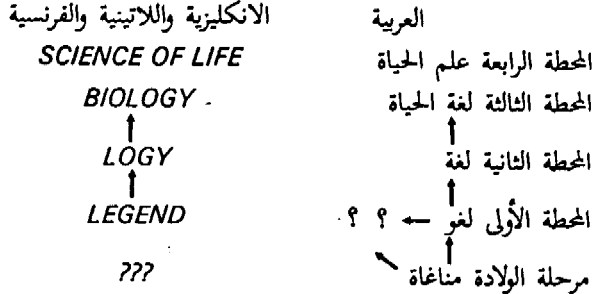 العربية الانكليزية واللاتينية والفرنسية
المحطة الرابعة علم الحياة SCIENCE OF LIFE
المحطة الثالثة لغة الحياة BIOLOGY
المحطة الثانية لغة LOGY
المحطة الأولى لغو ← ؟ ؟ LEGEND
مرحلة الولادة مناغاة ???